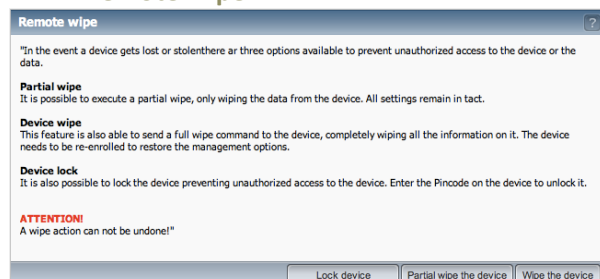 Remote wipe
?
"In the event a device gets lost or stolenthere ar three options available to prevent unauthorized access to the device or the
data.
Partial wipe
It is possible to execute a partial wipe, only wiping the data from the device. All settings remain in tact.
Device wipe
This feature is also able to send a full wipe command to the device, completely wiping all the information on it. The device
needs to be re-enrolled to restore the management options.
Device lock
It is also possible to lock the device preventing unauthorized access to the device. Enter the Pincode on the device to unlock it.
ATTENTION!
A wipe action can not be undone!"
Lock device Partial wipe the device Wipe the device